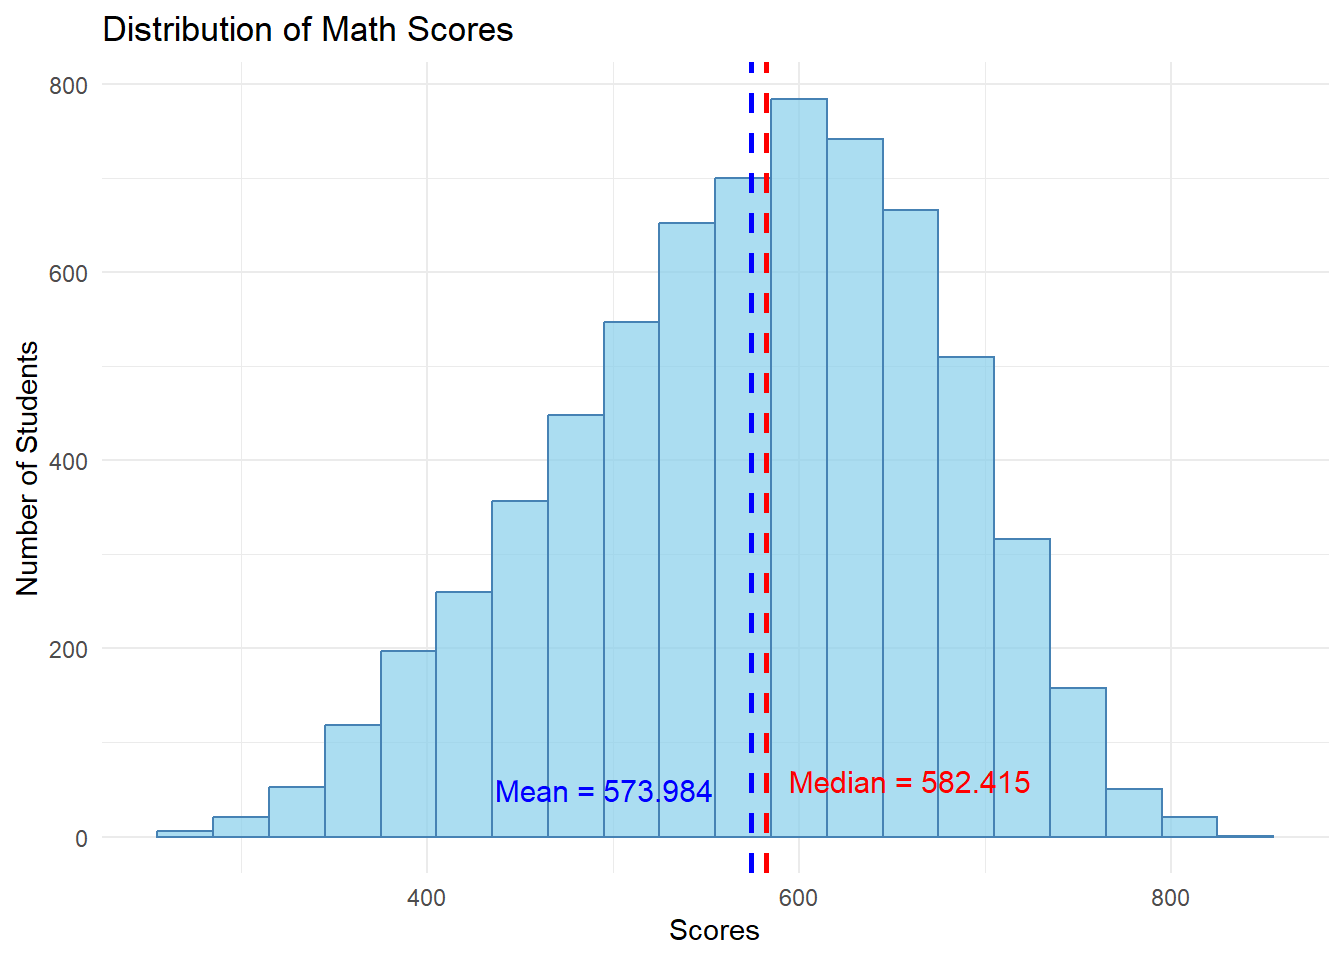 Distribution of Math Scores
800
600
400
200
0
Number of Students
Mean = 573.984
Median = 582.415
400
600
800
Scores